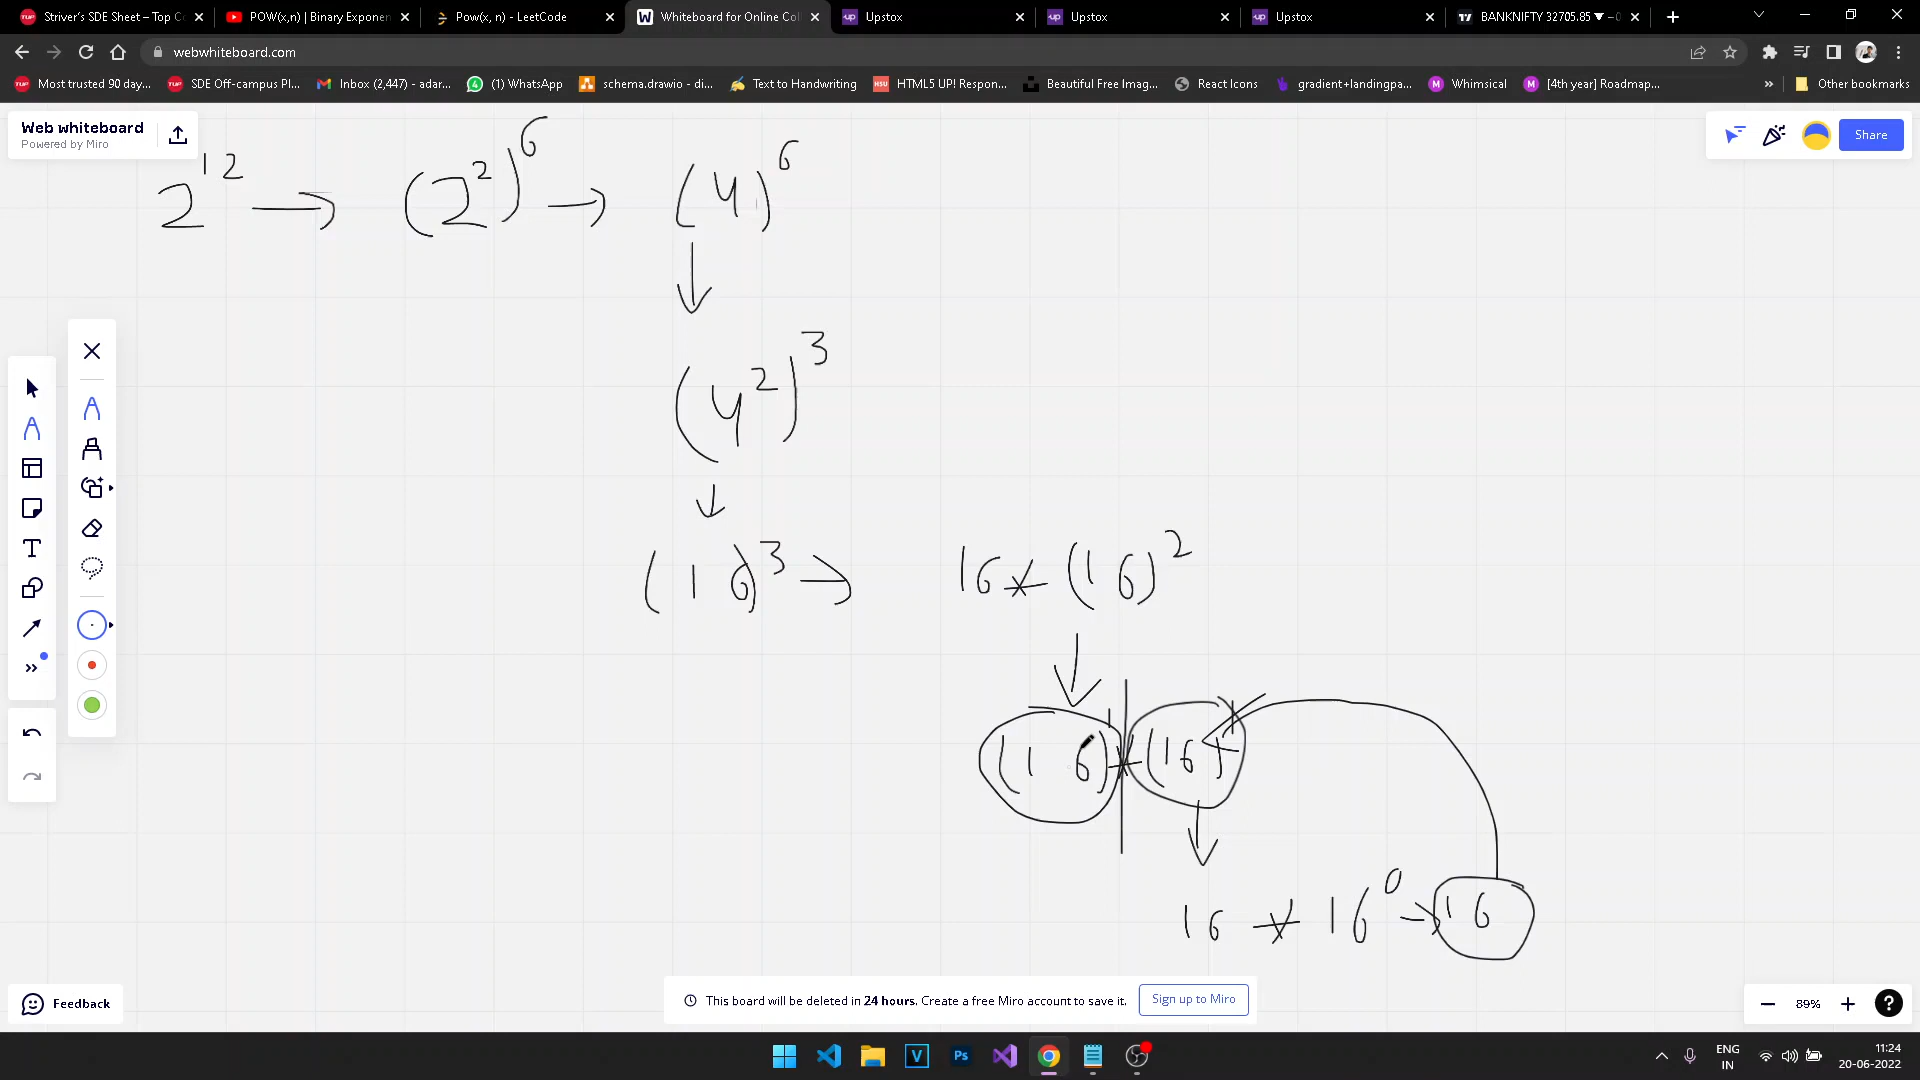 Striver's SDE Sheet – Top C
POW(x,n) | Binary Exponen
Pow(x, n) - LeetCode
Whiteboard for Online Coll
Upstox
Upstox
Upstox
BANKNIFTY 32705.85 ▼ −0
webwhiteboard.com
Most trusted 90 day...
SDE Off-campus Pl...
Inbox (2,447) - adar...
(1) WhatsApp
schema.drawio - di...
Text to Handwriting
HTML5 UP! Respon...
Beautiful Free Imag...
React Icons
gradient+landingpa...
Whimsical
[4th year] Roadmap...
Other bookmarks
Web whiteboard
Powered by Miro
Share
2^12 → (2^2)^6 → (4)^6
↓
(4^2)^3
↓
(16)^3 → 16 * (16)^2
↓
(16)^1 * (16)^1
↓
16 * 16^0 → 16
Feedback
This board will be deleted in 24 hours. Create a free Miro account to save it.
Sign up to Miro
89%
ENG
IN
11:24
20-06-2022